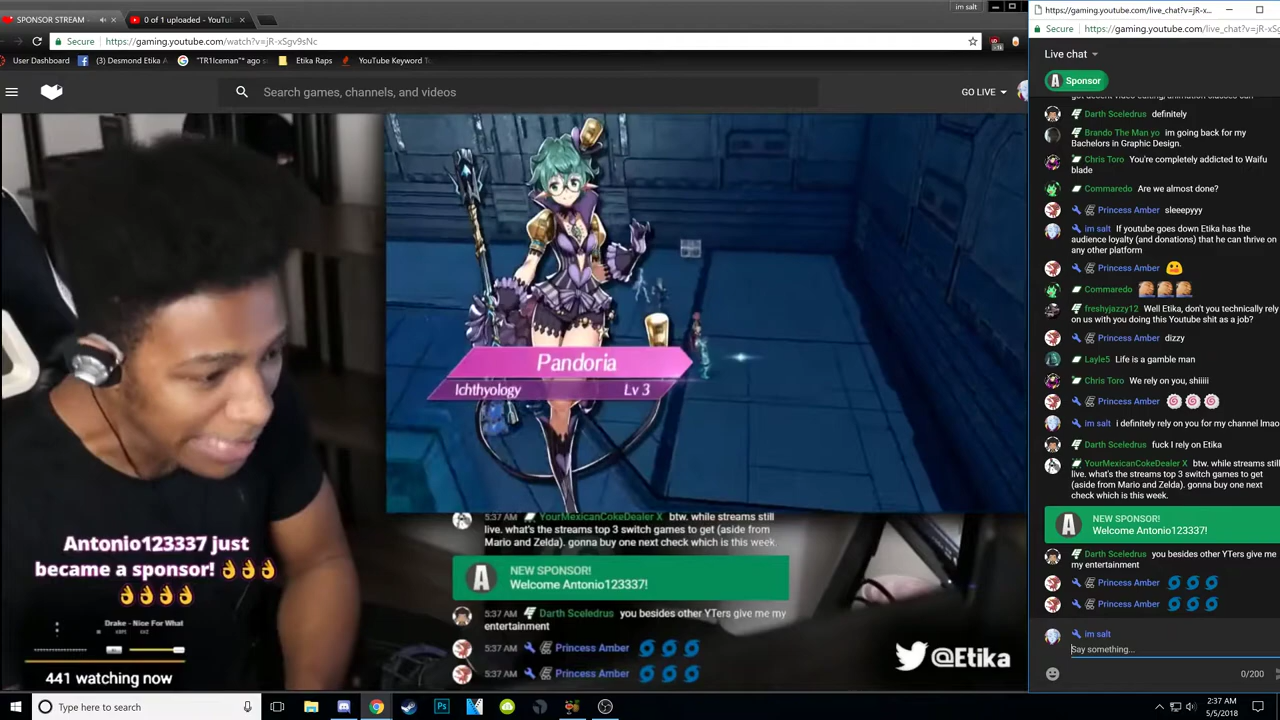 SPONSOR STREAM -
0 of 1 uploaded - YouTu
im salt
https://gaming.youtube.com/live_chat?v=jR-x...
Secure
https://gaming.youtube.com/watch?v=jR-xSgv9sNc
Secure
https://gaming.youtube.com/live_chat?v=jR-xSg
User Dashboard
(3) Desmond Etika A
"TR1Iceman"* ago s
Etika Raps
YouTube Keyword To
Search games, channels, and videos
GO LIVE
Live chat
Sponsor
Darth Sceledrus definitely
Brando The Man yo im going back for my
Bachelors in Graphic Design.
Chris Toro You're completely addicted to Waifu
blade
Commaredo Are we almost done?
Princess Amber sleeepyyy
im salt If youtube goes down Etika has the
audience loyalty (and donations) that he can thrive on
any other platform
Princess Amber
Commaredo
freshyjazzy12 Well Etika, don't you technically rely
on us with you doing this Youtube shit as a job?
Princess Amber dizzy
Layle5 Life is a gamble man
Chris Toro We rely on you, shiiii
Princess Amber
im salt i definitely rely on you for my channel lmao
Darth Sceledrus fuck I rely on Etika
YourMexicanCokeDealer X btw. while streams still
live. what's the streams top 3 switch games to get
(aside from Mario and Zelda). gonna buy one next
check which is this week.
NEW SPONSOR!
Welcome Antonio123337!
Darth Sceledrus you besides other YTers give me
my entertainment
Princess Amber
Princess Amber
im salt
Say something...
0/200
Pandoria
Ichthyology Lv 3
5:37 AM YourMexicanCokeDealer X btw. while streams still
live. what's the streams top 3 switch games to get (aside from
Mario and Zelda). gonna buy one next check which is this week.
NEW SPONSOR!
Welcome Antonio123337!
5:37 AM Darth Sceledrus you besides other YTers give me my
entertainment
5:37 AM Princess Amber
5:37 AM Princess Amber
Antonio123337 just
became a sponsor!
Drake - Nice For What
441 watching now
@Etika
Type here to search
2:37 AM
5/5/2018